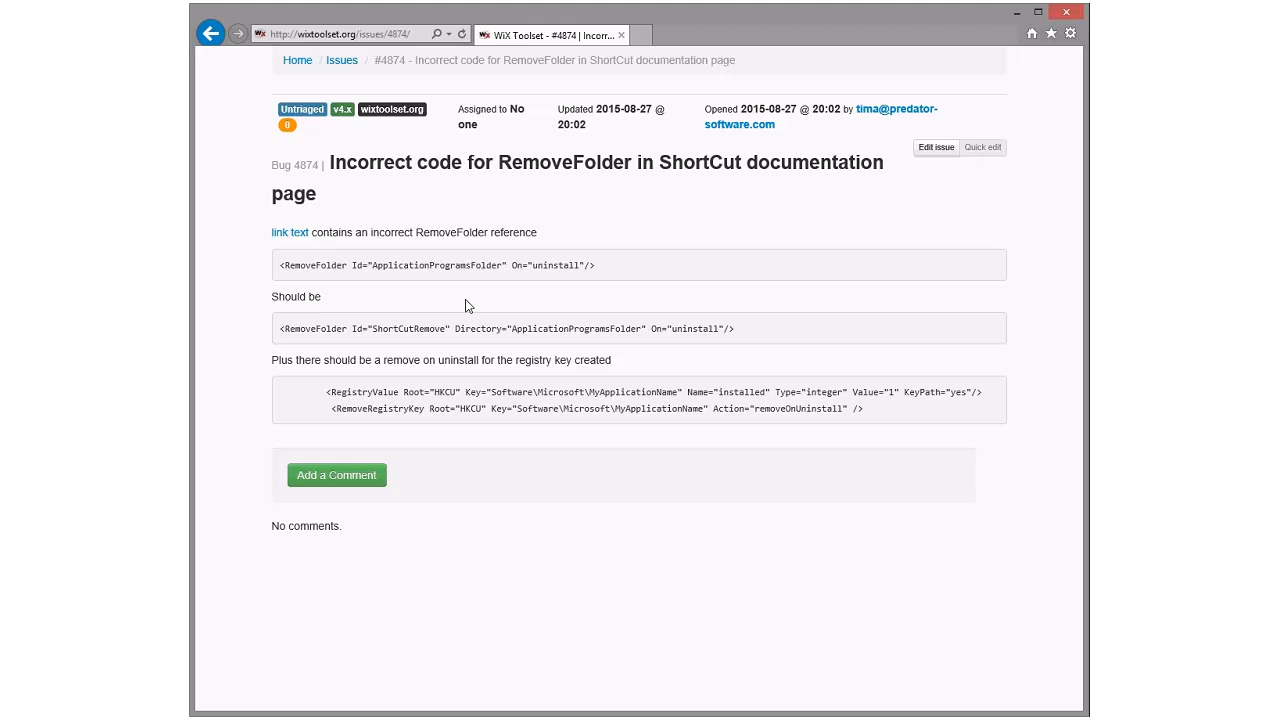 http://wixtoolset.org/issues/4874/
WiX Toolset - #4874 | Incorr...
Home / Issues / #4874 - Incorrect code for RemoveFolder in ShortCut documentation page
Untriaged v4.x wixtoolset.org
0
Assigned to No
one
Updated 2015-08-27 @
20:02
Opened 2015-08-27 @ 20:02 by tima@predator-
software.com
Edit issue Quick edit
Bug 4874 | Incorrect code for RemoveFolder in ShortCut documentation
page
link text contains an incorrect RemoveFolder reference
<RemoveFolder Id="ApplicationProgramsFolder" On="uninstall"/>
Should be
<RemoveFolder Id="ShortCutRemove" Directory="ApplicationProgramsFolder" On="uninstall"/>
Plus there should be a remove on uninstall for the registry key created
<RegistryValue Root="HKCU" Key="Software\Microsoft\MyApplicationName" Name="installed" Type="integer" Value="1" KeyPath="yes"/>
<RemoveRegistryKey Root="HKCU" Key="Software\Microsoft\MyApplicationName" Action="removeOnUninstall" />
Add a Comment
No comments.